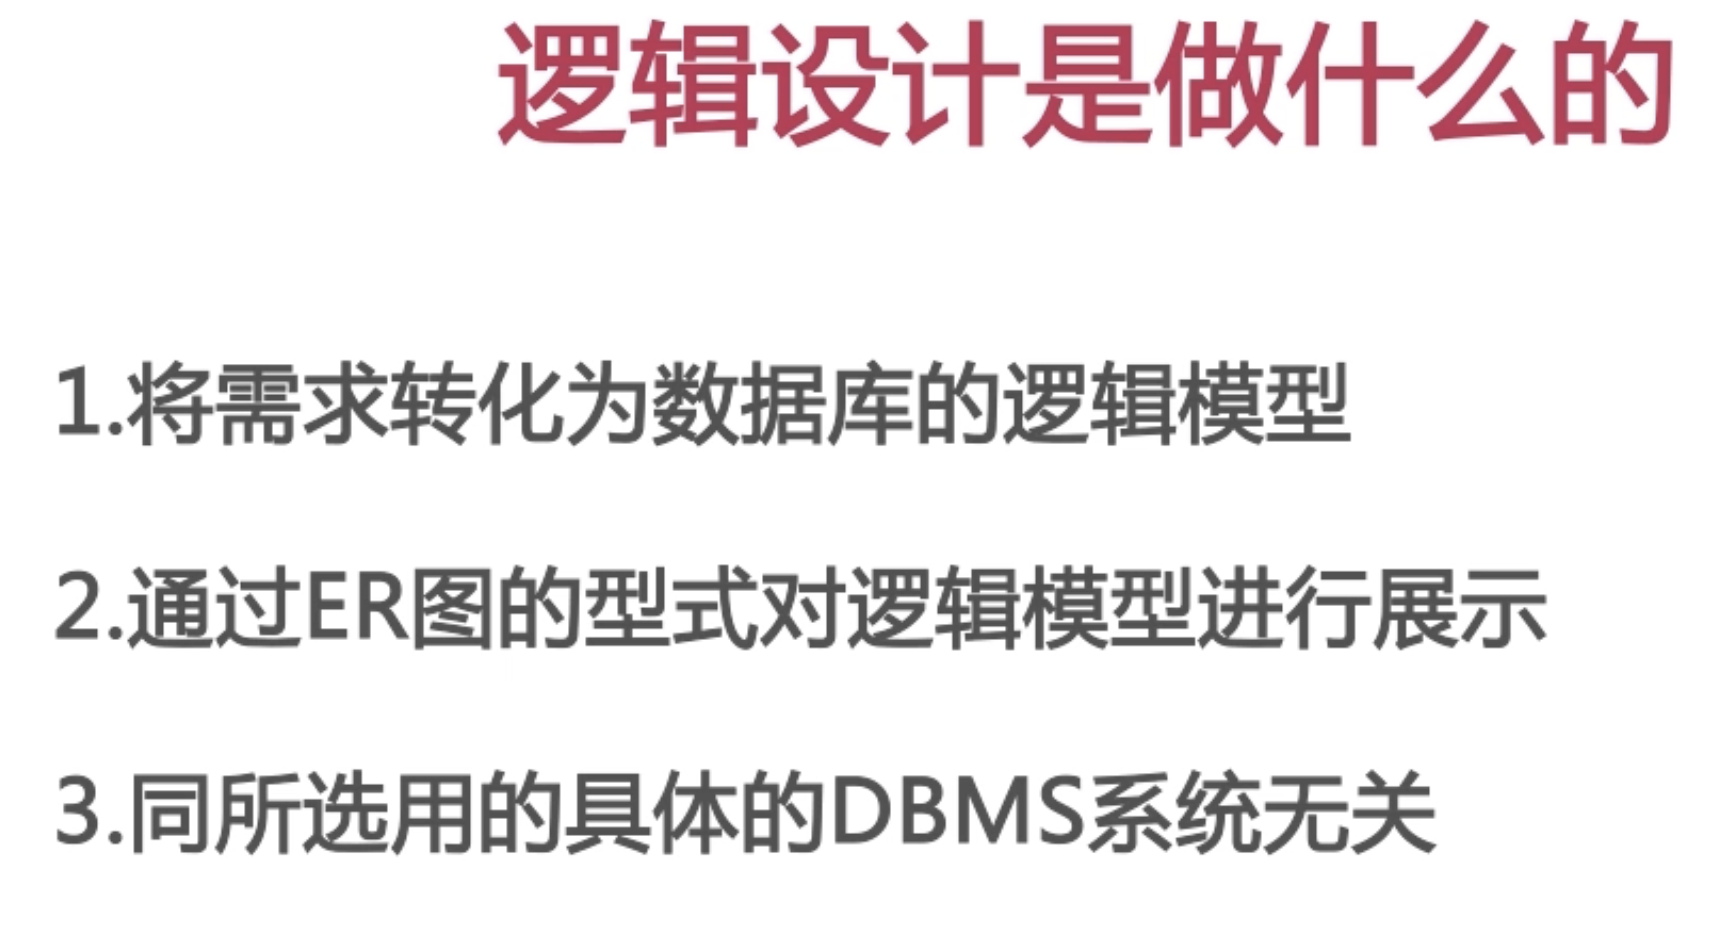 逻辑设计是做什么的
1.将需求转化为数据库的逻辑模型
2.通过ER图的型式对逻辑模型进行展示
3.同所选用的具体的DBMS系统无关